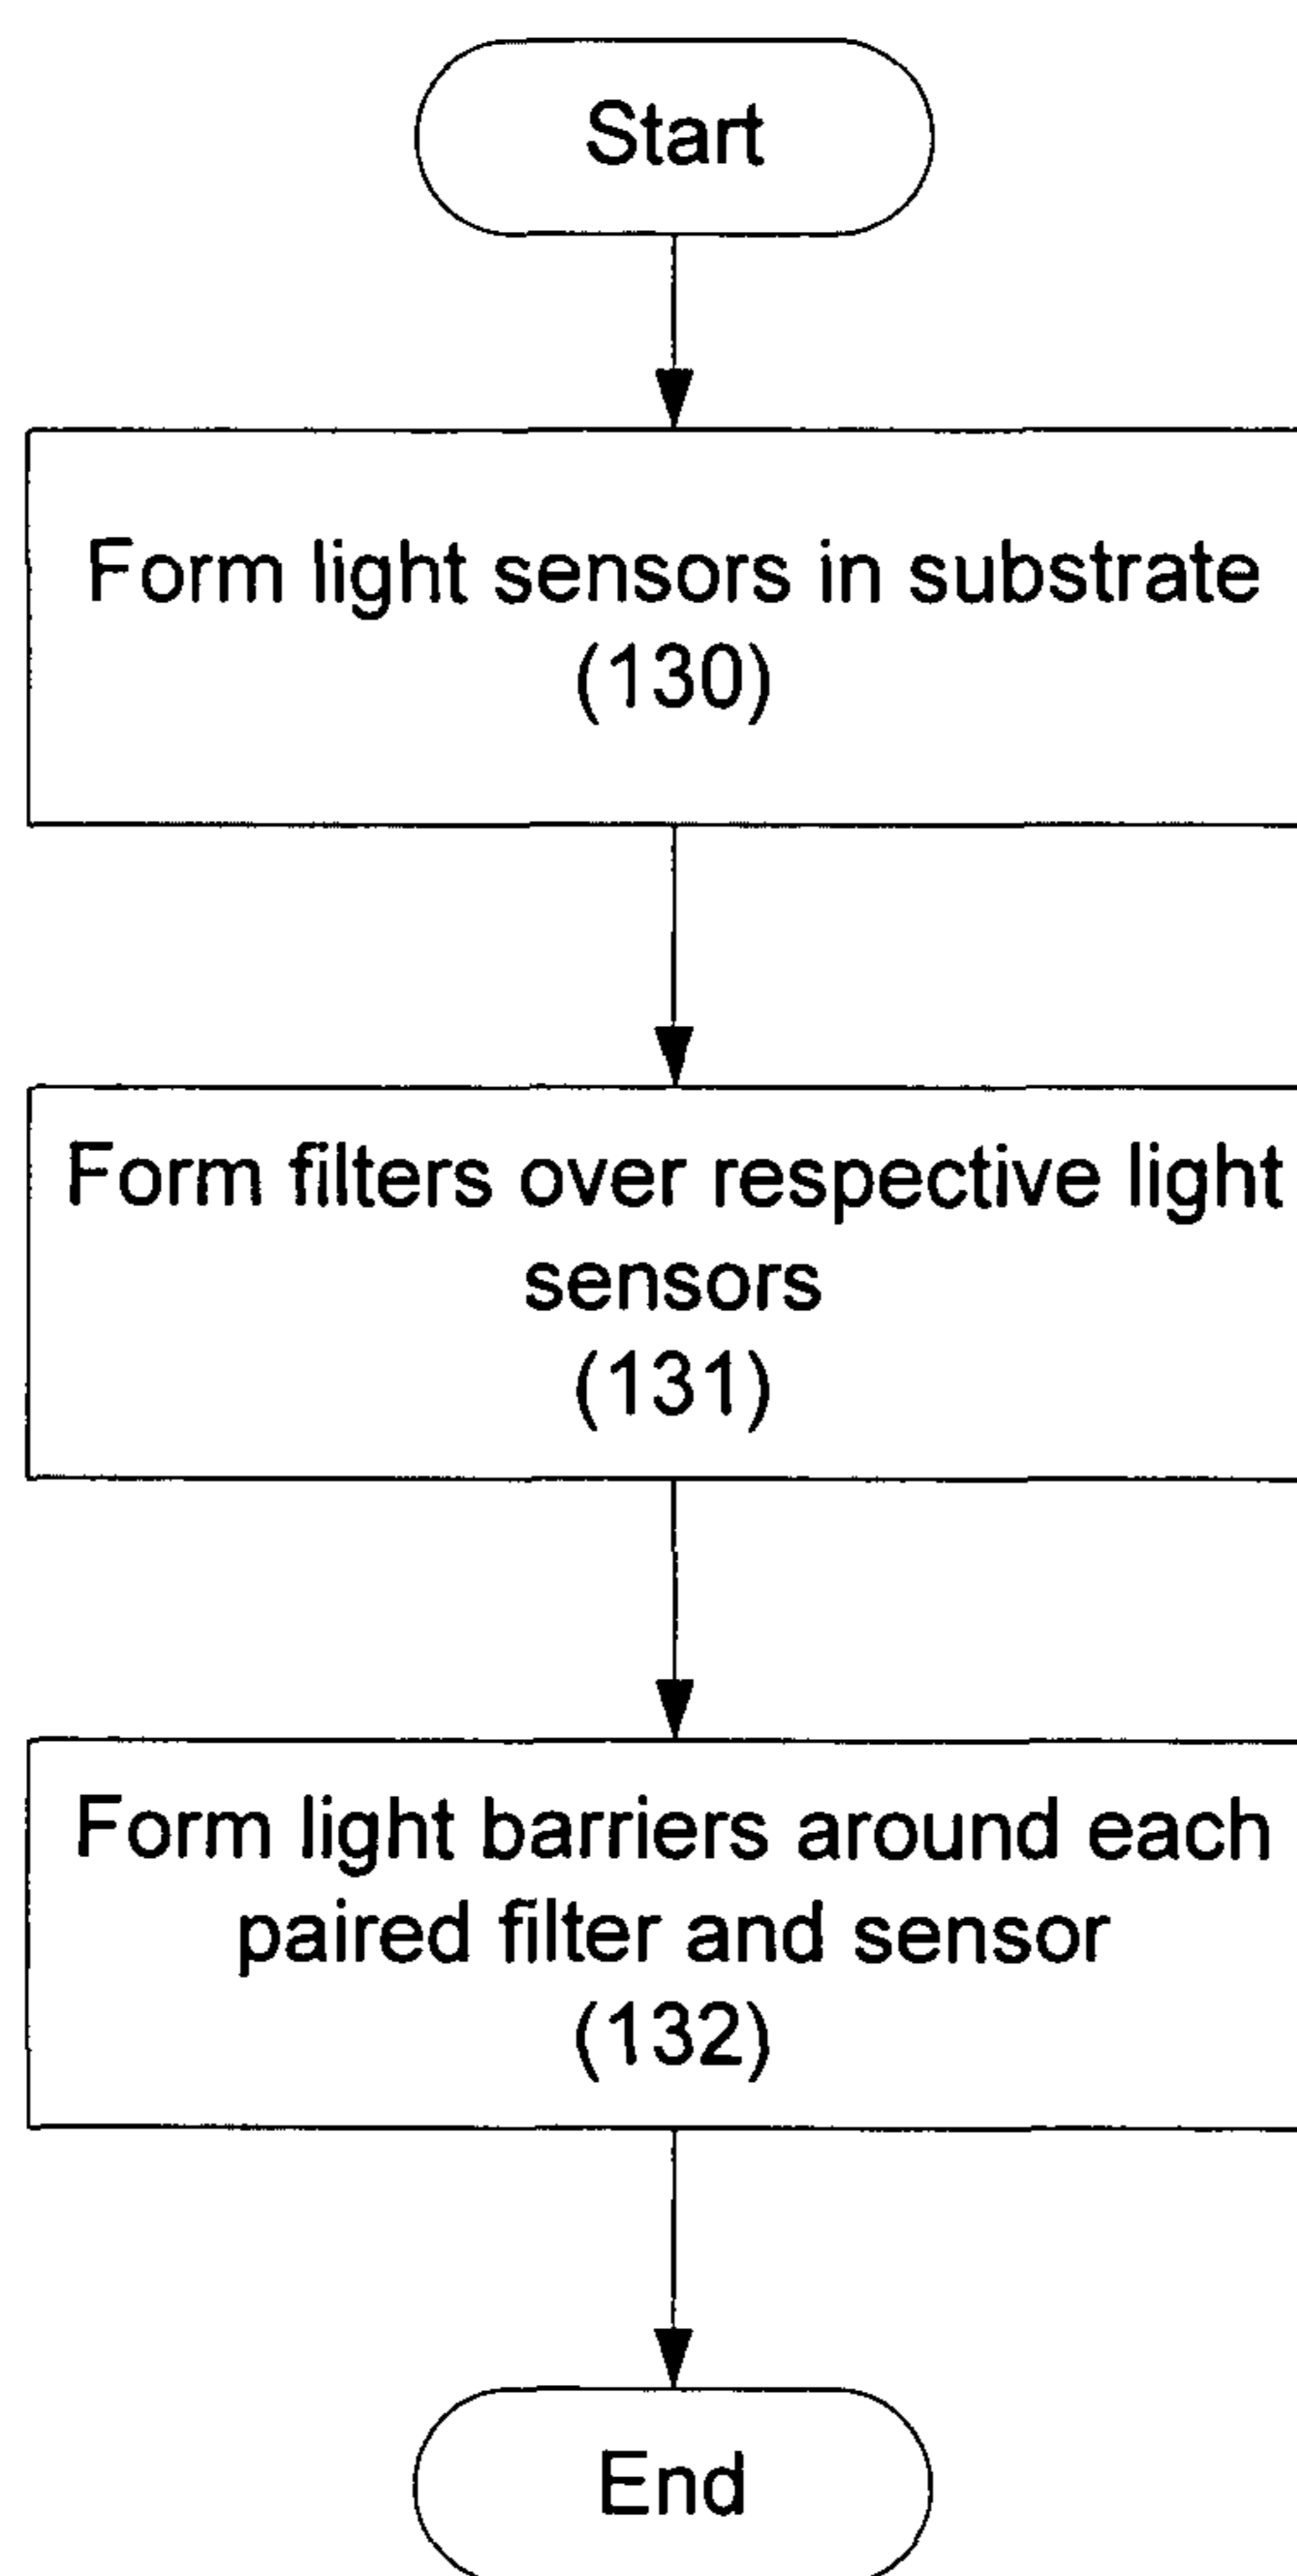 Start
Form light sensors in substrate
(130)
Form filters over respective light
sensors
(131)
Form light barriers around each
paired filter and sensor
(132)
End